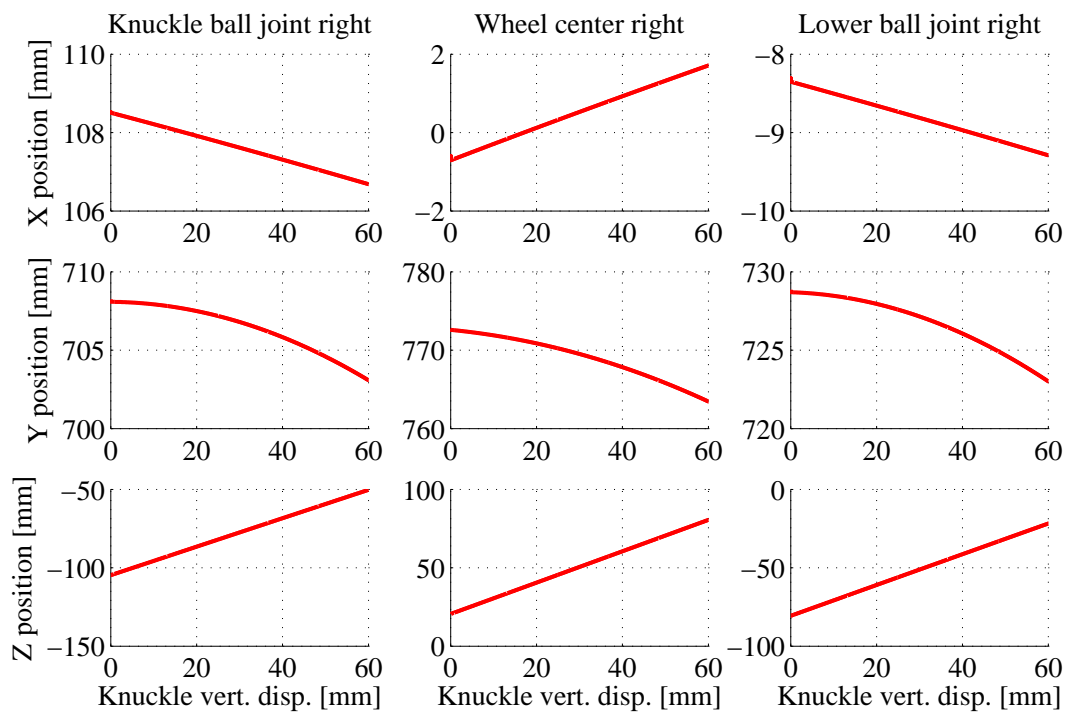 Knuckle ball joint right
Wheel center right
Lower ball joint right
X position [mm]
110
108
106
0 20 40 60
2
0
−2
0 20 40 60
−8
−9
−10
0 20 40 60
Y position [mm]
710
705
700
0 20 40 60
780
770
760
0 20 40 60
730
725
720
0 20 40 60
Z position [mm]
−50
−100
−150
0 20 40 60
Knuckle vert. disp. [mm]
100
50
0
0 20 40 60
Knuckle vert. disp. [mm]
0
−50
−100
0 20 40 60
Knuckle vert. disp. [mm]